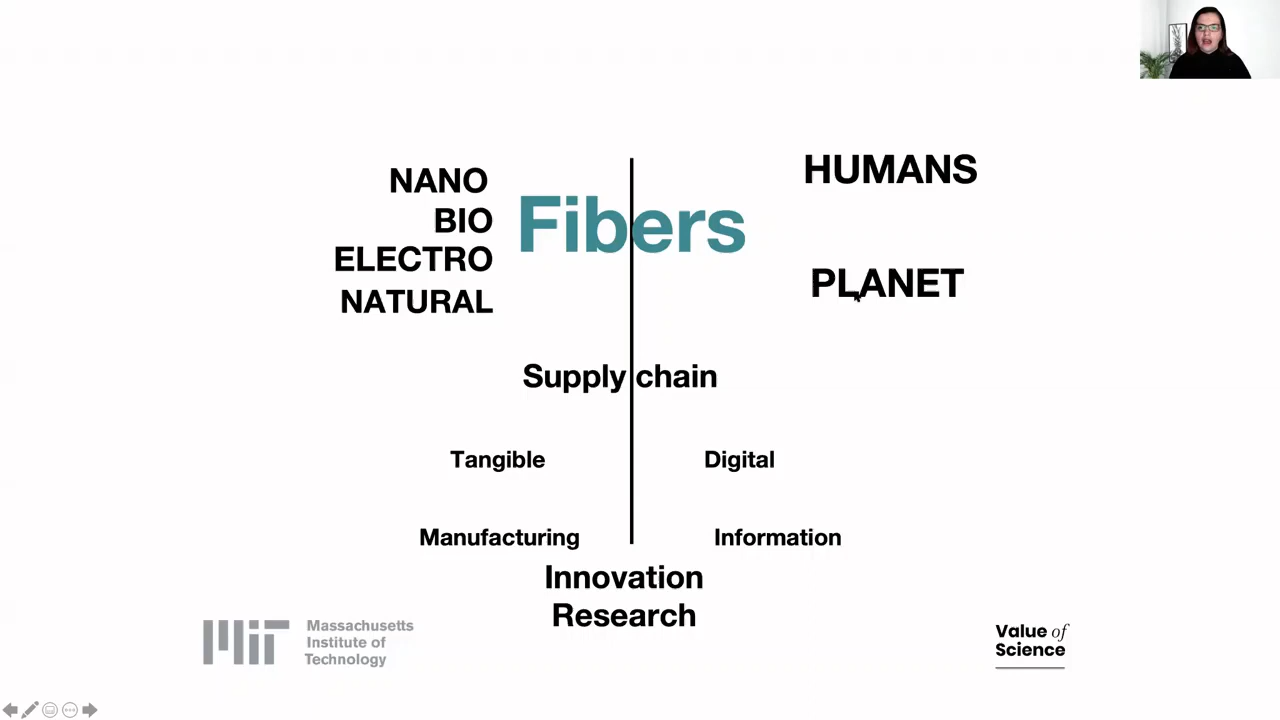 NANO
BIO
ELECTRO
NATURAL
Fibers
HUMANS
PLANET
Supply chain
Tangible
Digital
Manufacturing
Information
Innovation
Research
MiT
Massachusetts
Institute of
Technology
Value of
Science